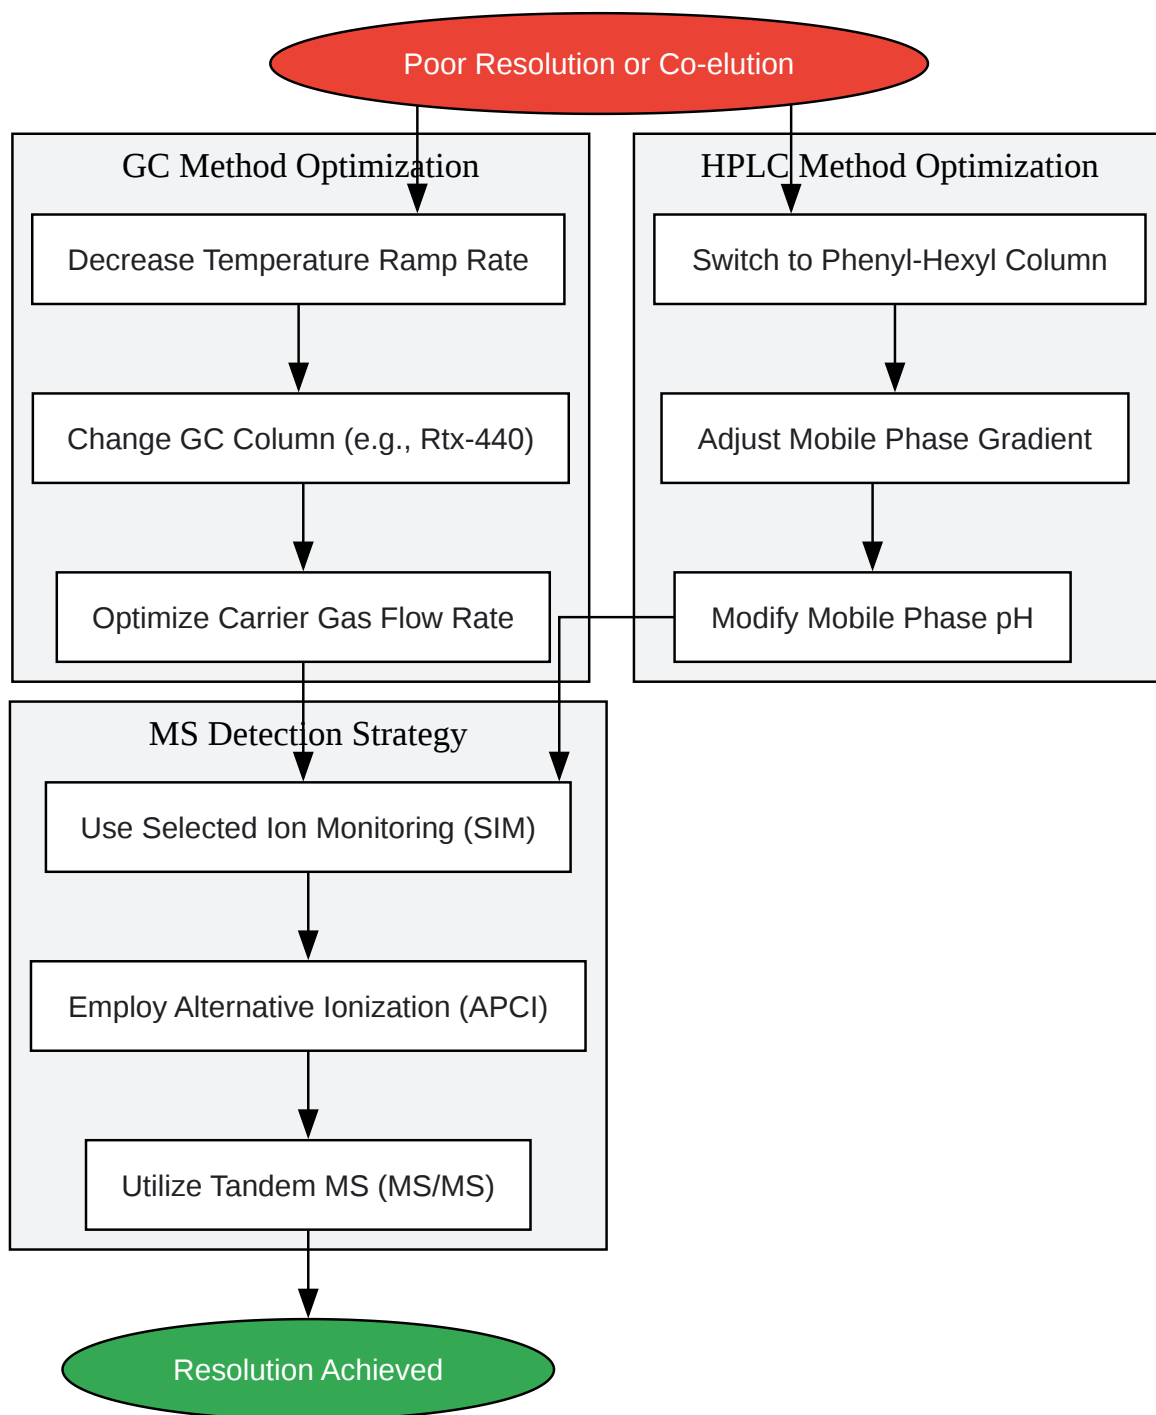 Poor Resolution or Co-elution
GC Method Optimization
Decrease Temperature Ramp Rate
Change GC Column (e.g., Rtx-440)
Optimize Carrier Gas Flow Rate
HPLC Method Optimization
Switch to Phenyl-Hexyl Column
Adjust Mobile Phase Gradient
Modify Mobile Phase pH
MS Detection Strategy
Use Selected Ion Monitoring (SIM)
Employ Alternative Ionization (APCI)
Utilize Tandem MS (MS/MS)
Resolution Achieved